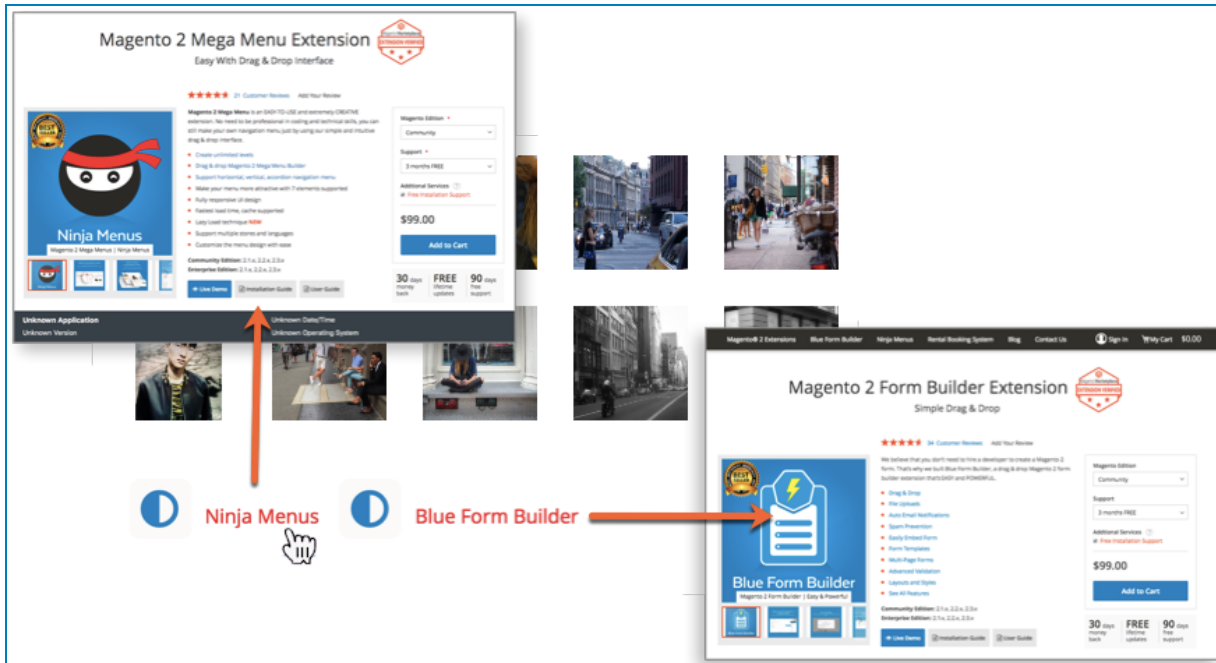 Magento 2 Mega Menu Extension
Easy With Drag & Drop Interface
EXTENSION VERIFIED
21 Customer Reviews Add Your Review
Magento 2 Mega Menu is an EASY-TO-USE and extremely CREATIVE
extension. No need to be professional in coding and technical skills, you can
still make your own navigation menu just by using our simple and intuitive
drag & drop interface.
Create unlimited levels
Drag & drop Magento 2 Mega Menu Builder
Support horizontal, vertical, accordion navigation menu
Make your menu more attractive with 7 elements supported
Fully responsive UI design
Fastest load time, cache supported
Lazy Load technique NEW
Support multiple stores and languages
Customize the menu design with ease
Community Edition: 2.1.x, 2.2.x, 2.3.x
Enterprise Edition: 2.1.x, 2.2.x, 2.3.x
Live Demo Installation Guide User Guide
BEST SELLER
Ninja Menus
Magento 2 Mega Menus | Ninja Menus
Magento Edition *
Community
Support *
3 months FREE
Additional Services
Free Installation Support
$99.00
Add to Cart
30 days money back
FREE lifetime updates
90 days free support
Unknown Application Unknown Date/Time
Unknown Version Unknown Operating System
Ninja Menus
Blue Form Builder
Magento® 2 Extensions Blue Form Builder Ninja Menus Rental Booking System Blog Contact Us Sign In My Cart $0.00
Magento 2 Form Builder Extension
Simple Drag & Drop
EXTENSION VERIFIED
94 Customer Reviews Add Your Review
We believe that you don't need to hire a developer to create a Magento 2
form. That's why we built Blue Form Builder, a drag & drop Magento 2 form
builder extension that's EASY and POWERFUL.
Drag & Drop
File Uploads
Auto Email Notifications
Spam Prevention
Easily Embed Form
Form Templates
Multi-Page Forms
Advanced Validation
Layouts and Styles
See All Features
Community Edition: 2.1.x, 2.2.x, 2.3.x
Enterprise Edition: 2.1.x, 2.2.x, 2.3.x
Live Demo Installation Guide User Guide
BEST SELLER
Blue Form Builder
Magento 2 Form Builder | Easy & Powerful
Magento Edition
Community
Support
3 months FREE
Additional Services
Free Installation Support
$99.00
Add to Cart
30 days money back
FREE lifetime updates
90 days free support